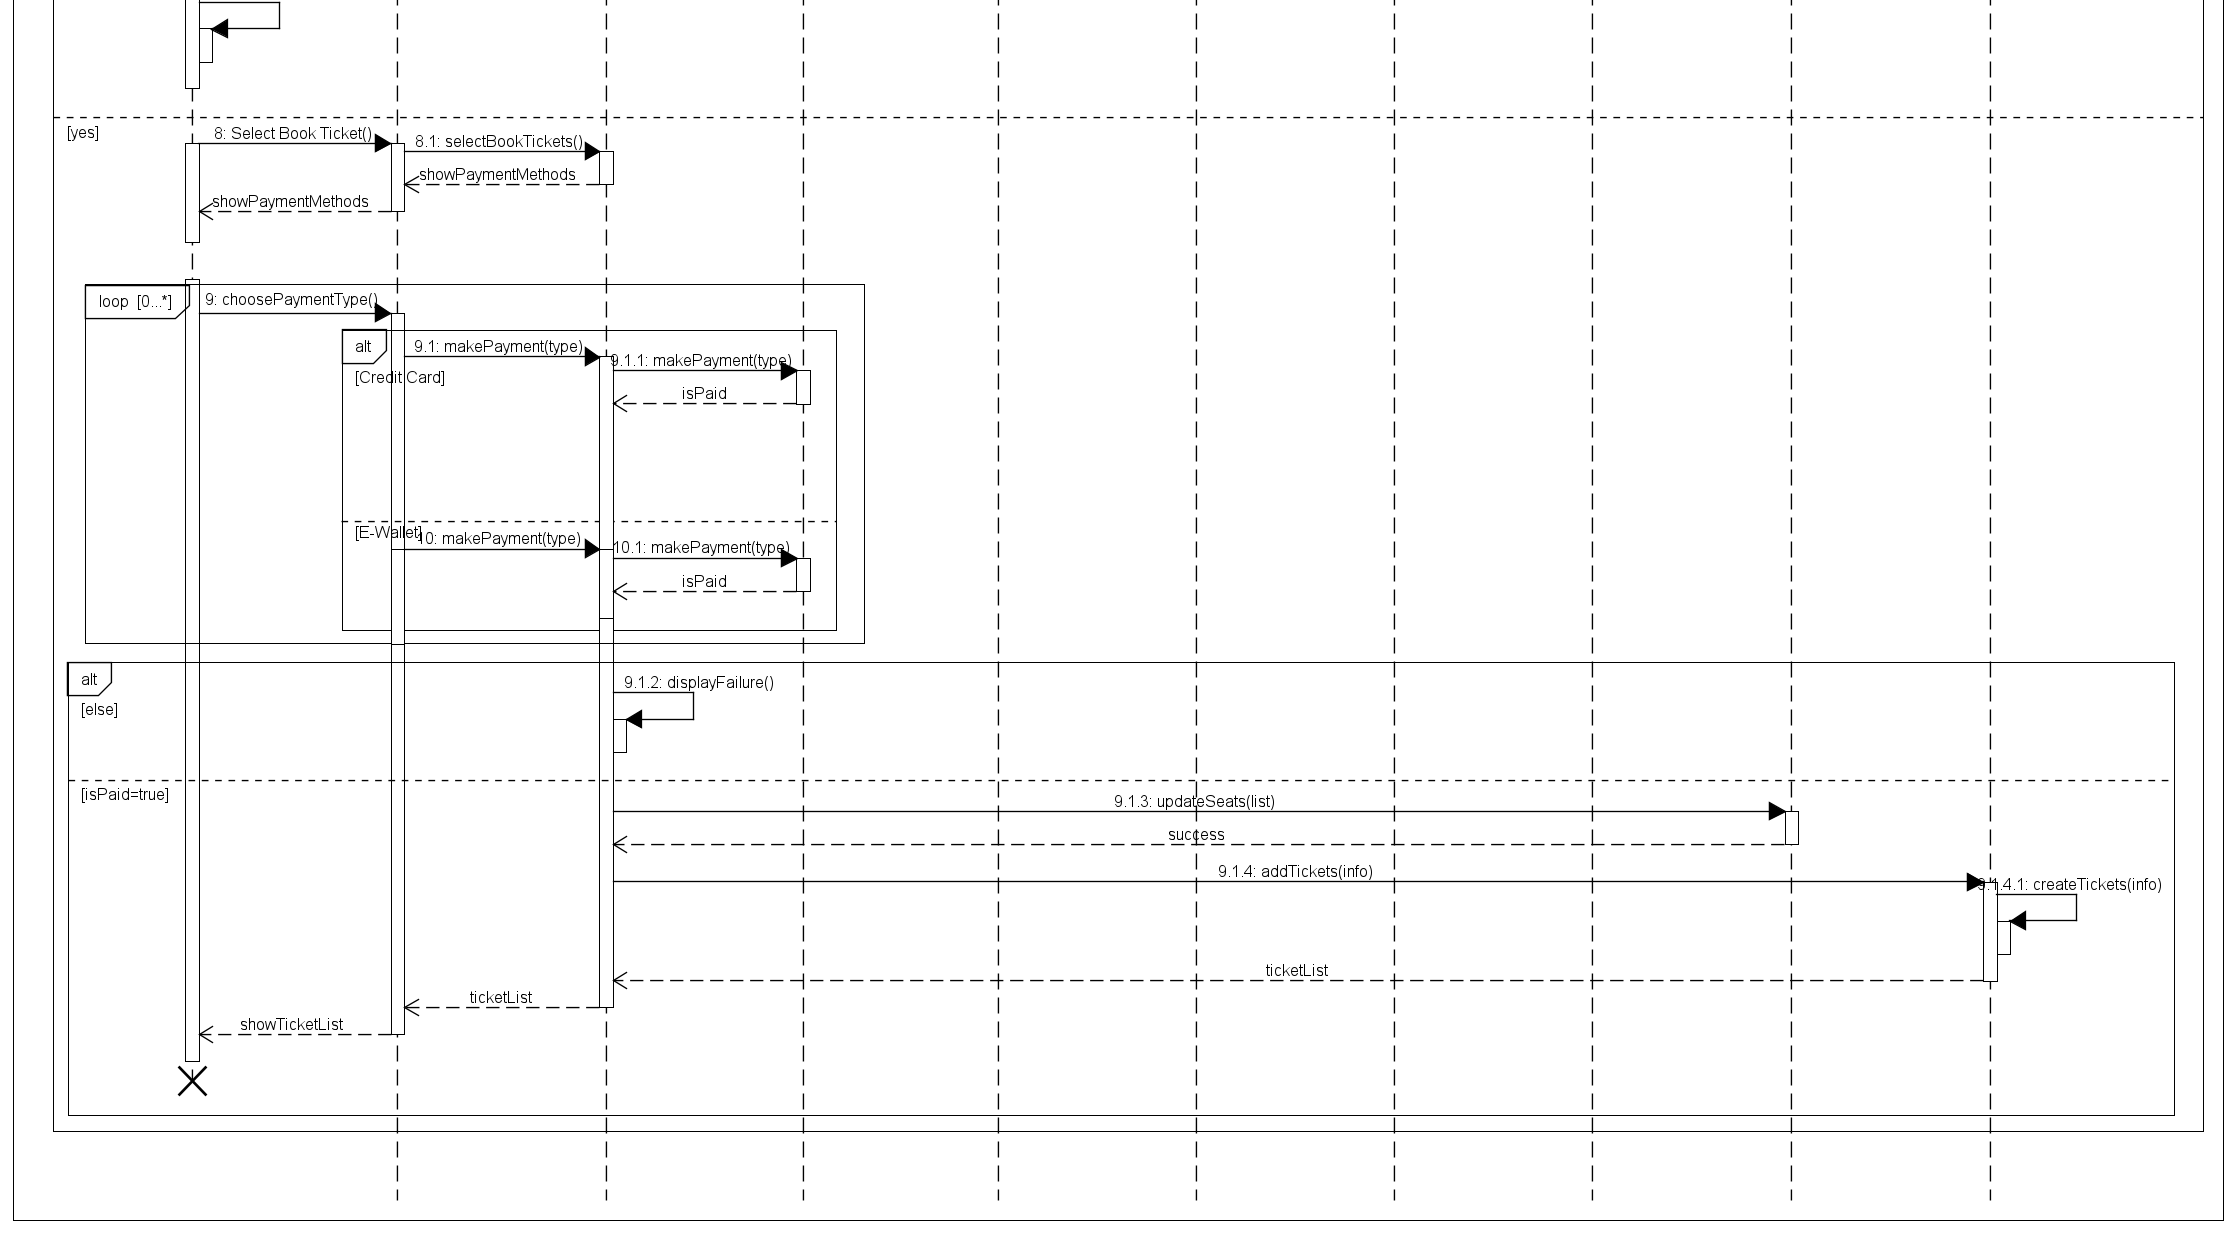 [yes]
8: Select Book Ticket()
8.1: selectBookTickets()
showPaymentMethods
showPaymentMethods
loop [0...*]
9: choosePaymentType()
alt
9.1: makePayment(type)
9.1.1: makePayment(type)
[Credit Card]
isPaid
[E-Wallet]
10: makePayment(type)
10.1: makePayment(type)
isPaid
alt
9.1.2: displayFailure()
[else]
[isPaid=true]
9.1.3: updateSeats(list)
success
9.1.4: addTickets(info)
9.1.4.1: createTickets(info)
ticketList
ticketList
showTicketList